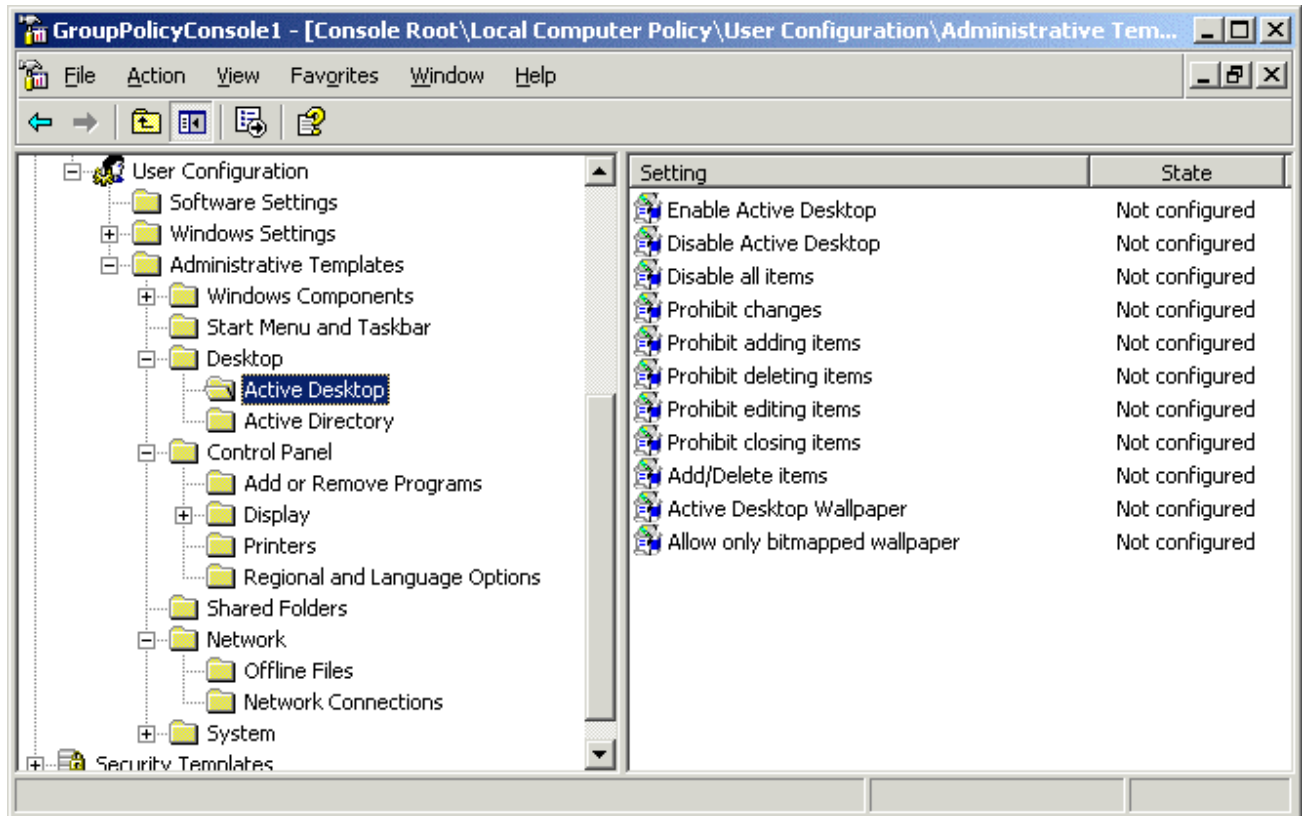 GroupPolicyConsole1 - [Console Root\Local Computer Policy\User Configuration\Administrative Tem...
File Action View Favorites Window Help
User Configuration
Software Settings
Windows Settings
Administrative Templates
Windows Components
Start Menu and Taskbar
Desktop
Active Desktop
Active Directory
Control Panel
Add or Remove Programs
Display
Printers
Regional and Language Options
Shared Folders
Network
Offline Files
Network Connections
System
Security Templates
Setting State
Enable Active Desktop Not configured
Disable Active Desktop Not configured
Disable all items Not configured
Prohibit changes Not configured
Prohibit adding items Not configured
Prohibit deleting items Not configured
Prohibit editing items Not configured
Prohibit closing items Not configured
Add/Delete items Not configured
Active Desktop Wallpaper Not configured
Allow only bitmapped wallpaper Not configured